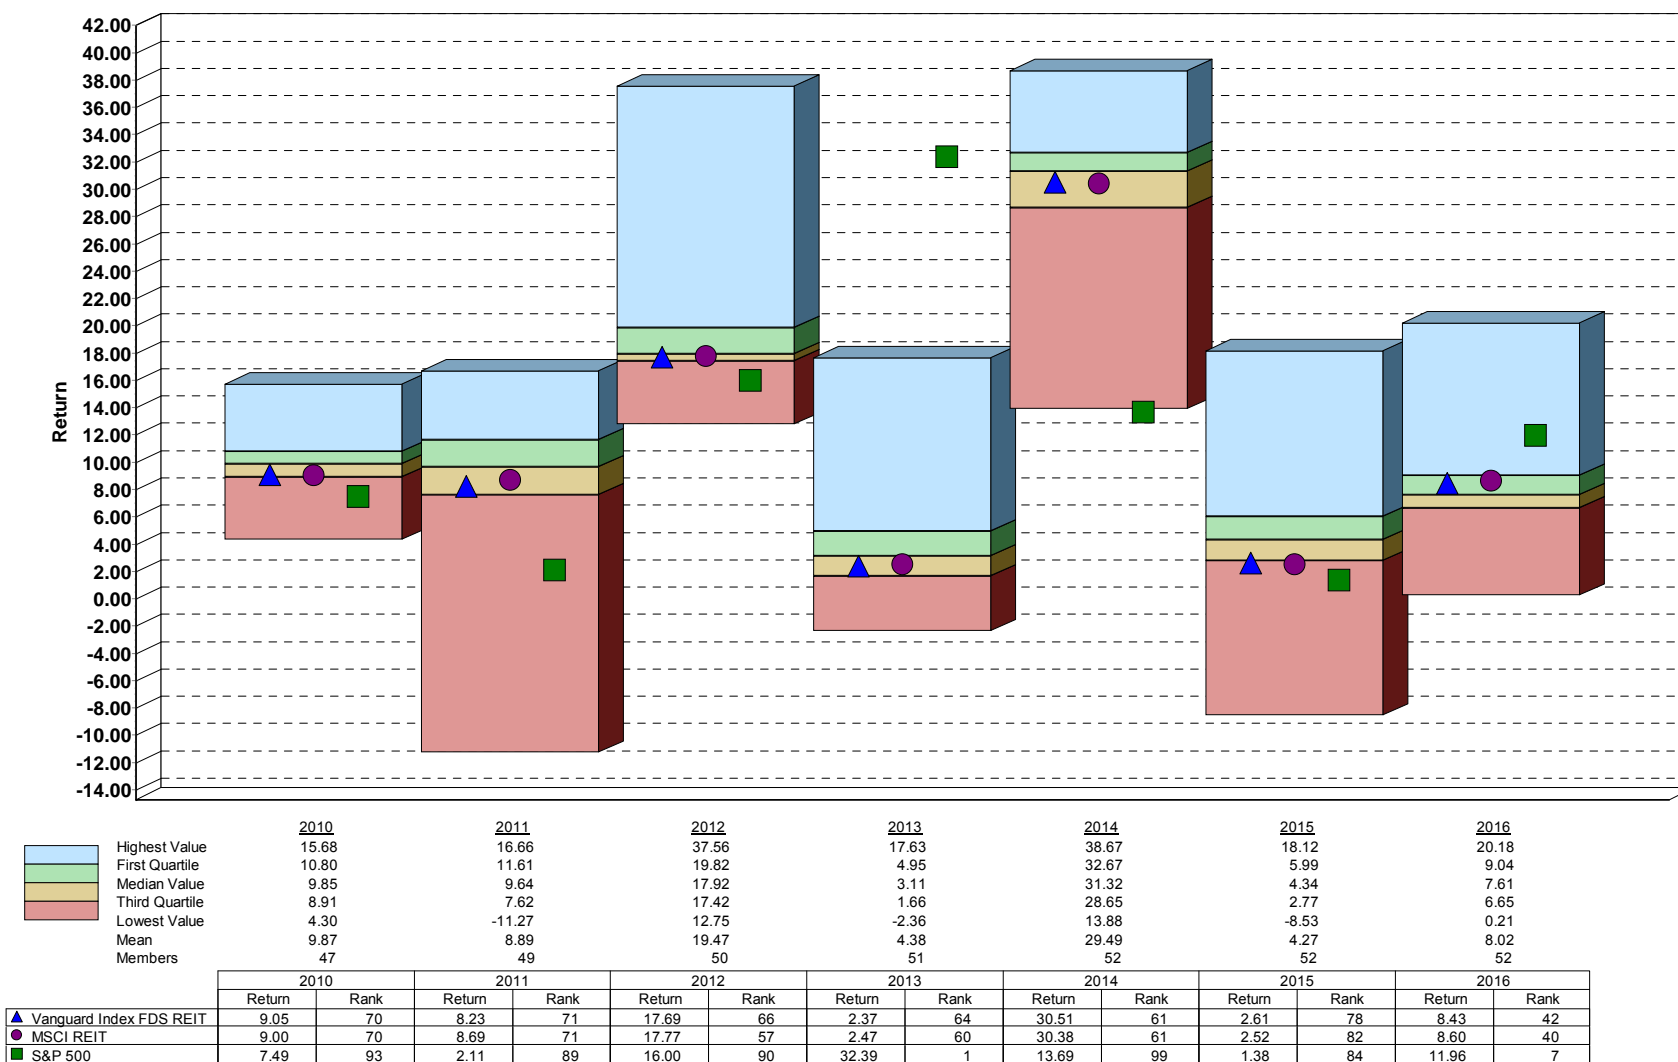 42.00
40.00
38.00
36.00
34.00
32.00
30.00
28.00
26.00
24.00
22.00
20.00
18.00
16.00
14.00
12.00
10.00
8.00
6.00
4.00
2.00
0.00
-2.00
-4.00
-6.00
-8.00
-10.00
-12.00
-14.00
Return
2010 2011 2012 2013 2014 2015 2016
Highest Value 15.68 16.66 37.56 17.63 38.67 18.12 20.18
First Quartile 10.80 11.61 19.82 4.95 32.67 5.99 9.04
Median Value 9.85 9.64 17.92 3.11 31.32 4.34 7.61
Third Quartile 8.91 7.62 17.42 1.66 28.65 2.77 6.65
Lowest Value 4.30 -11.27 12.75 -2.36 13.88 -8.53 0.21
Mean 9.87 8.89 19.47 4.38 29.49 4.27 8.02
Members 47 49 50 51 52 52 52
2010 2011 2012 2013 2014 2015 2016
Return Rank Return Rank Return Rank Return Rank Return Rank Return Rank Return Rank
Vanguard Index FDS REIT 9.05 70 8.23 71 17.69 66 2.37 64 30.51 61 2.61 78 8.43 42
MSCI REIT 9.00 70 8.69 71 17.77 57 2.47 60 30.38 61 2.52 82 8.60 40
S&P 500 7.49 93 2.11 89 16.00 90 32.39 1 13.69 99 1.38 84 11.96 7